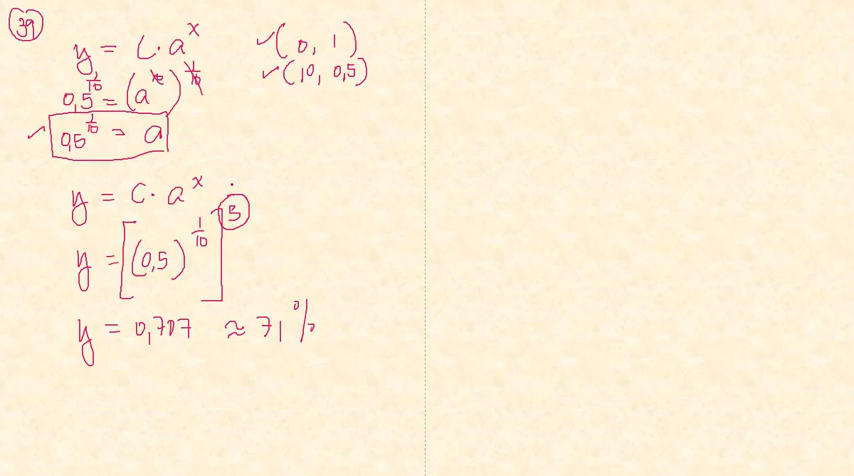 39
y = C · a^x ✓(0, 1)
✓(10, 0,5)
0,5^(1/10) = (a^10)^(1/10)
✓ 0,5^(1/10) = a
y = C · a^x
y = [(0,5)^(1/10)]^5
y = 0,707 ≈ 71%